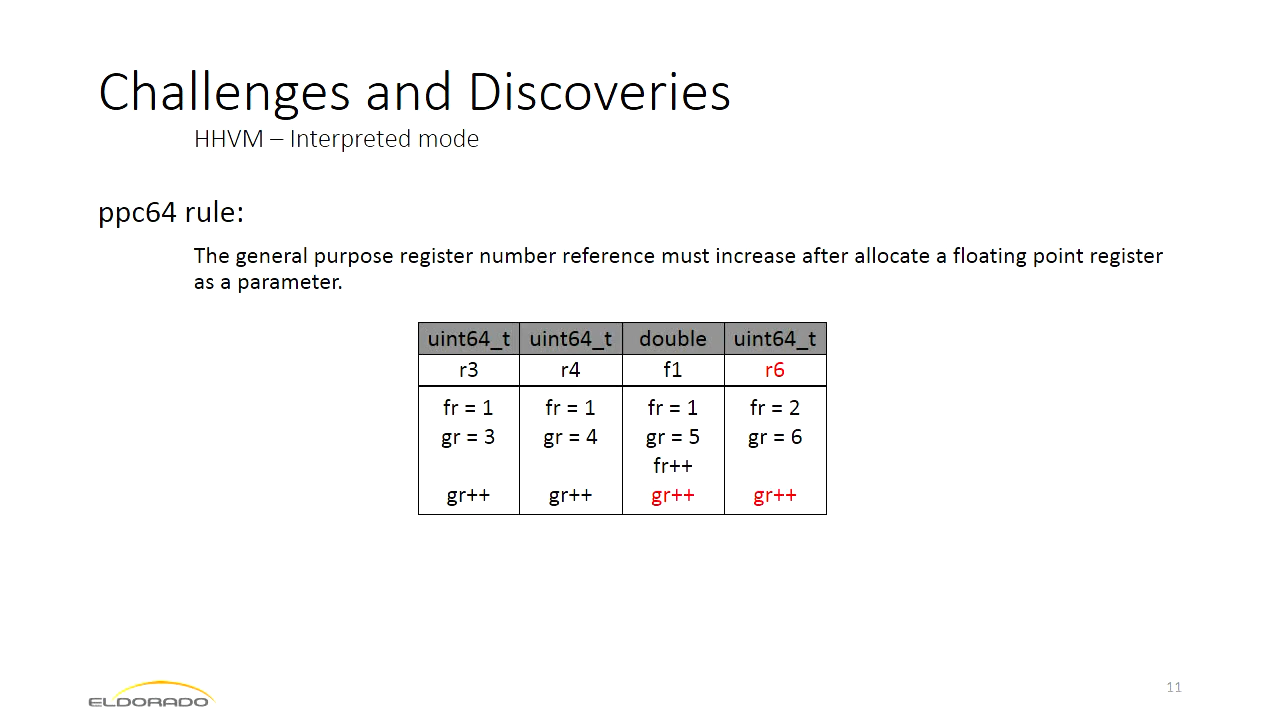 Challenges and Discoveries
HHVM – Interpreted mode
ppc64 rule:
The general purpose register number reference must increase after allocate a floating point register
as a parameter.
uint64_t uint64_t double uint64_t
r3 r4 f1 r6
fr = 1 fr = 1 fr = 1 fr = 2
gr = 3 gr = 4 gr = 5 gr = 6
fr++
gr++ gr++ gr++ gr++
ELDORADO
11